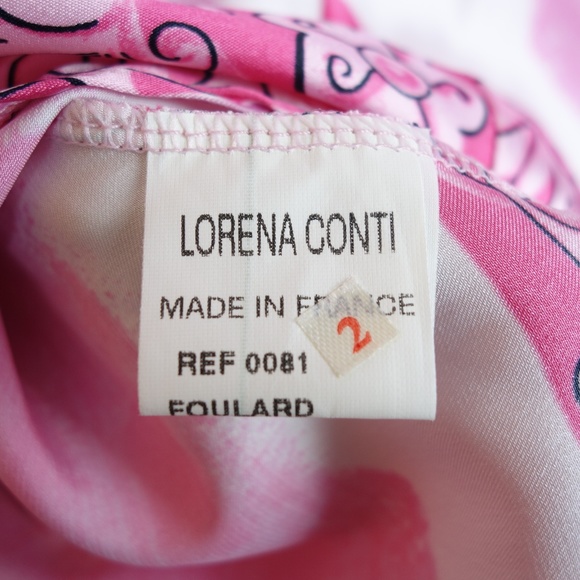 LORENA CONTI
MADE IN FRANCE
2
REF 0081
FOULARD